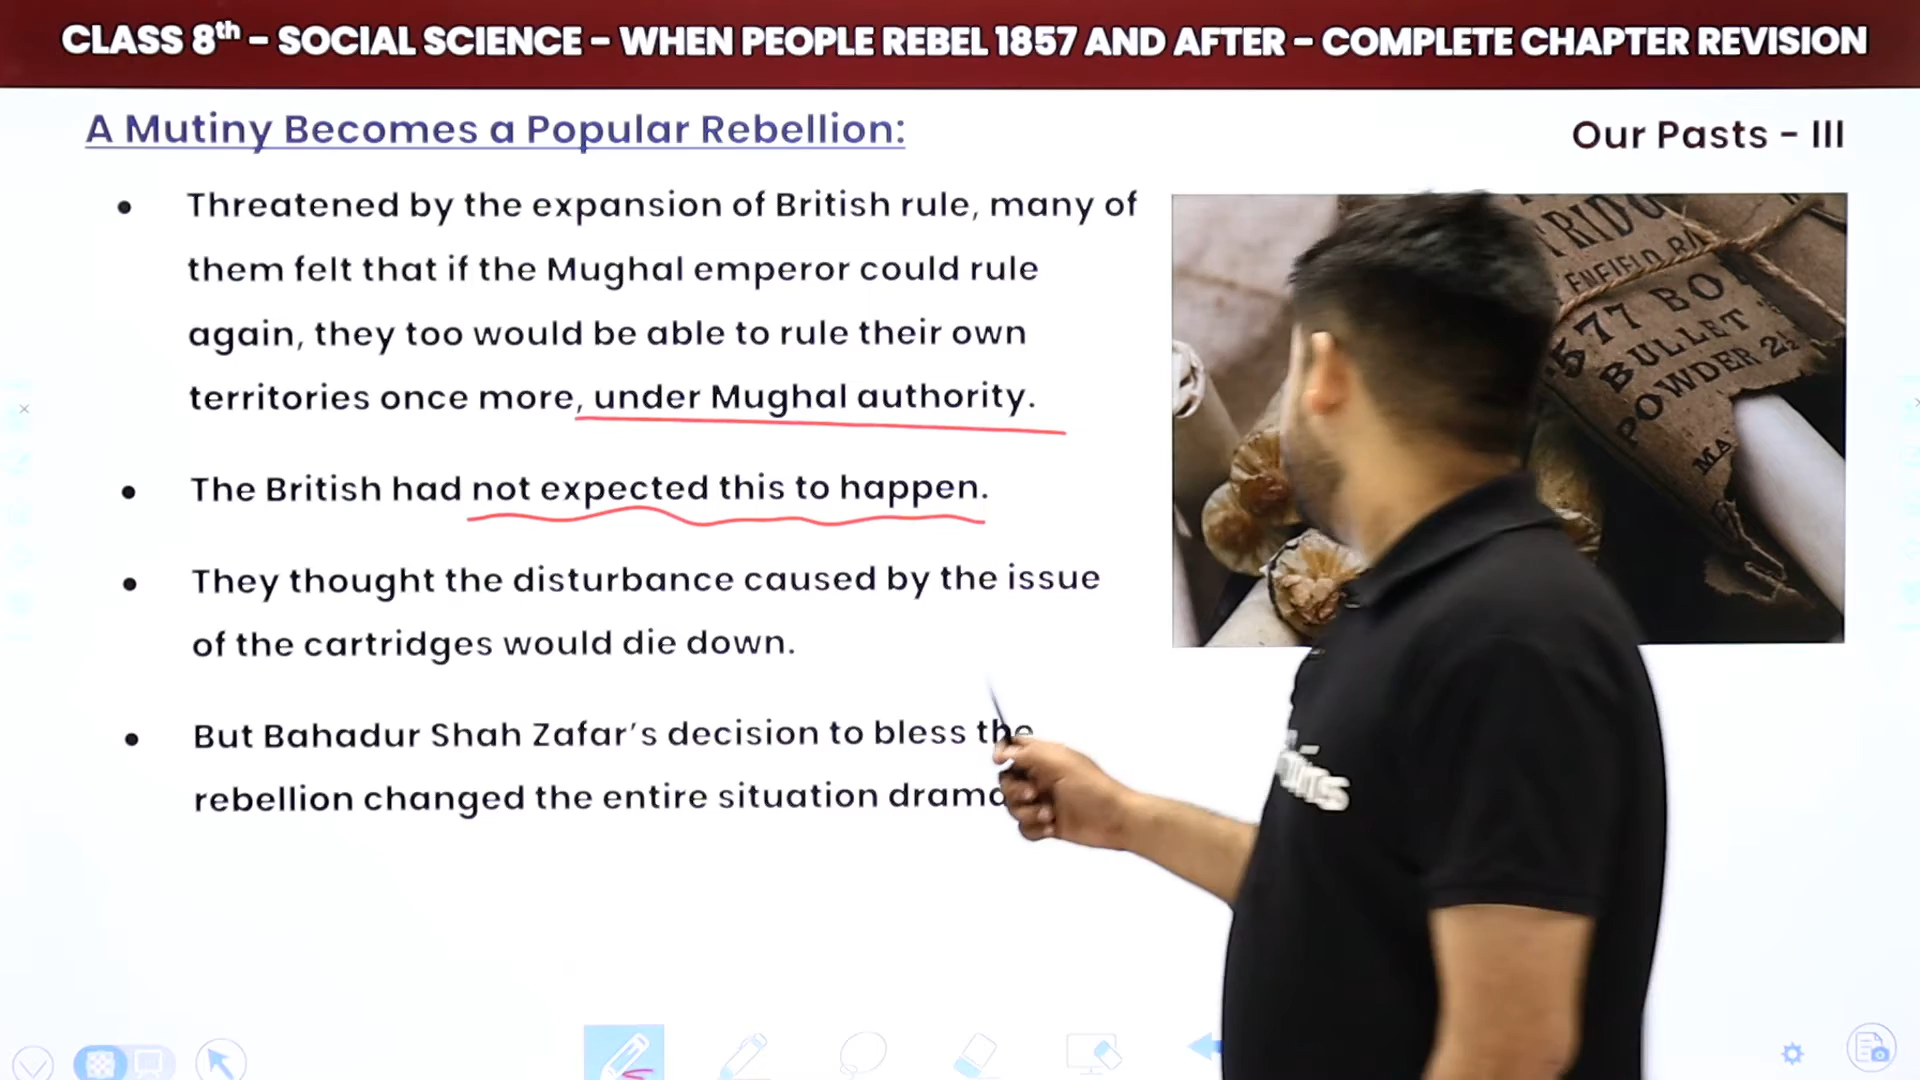 CLASS 8th – SOCIAL SCIENCE – WHEN PEOPLE REBEL 1857 AND AFTER – COMPLETE CHAPTER REVISION
A Mutiny Becomes a Popular Rebellion:
Our Pasts – III
• Threatened by the expansion of British rule, many of
them felt that if the Mughal emperor could rule
again, they too would be able to rule their own
territories once more, under Mughal authority.
• The British had not expected this to happen.
• They thought the disturbance caused by the issue
of the cartridges would die down.
• But Bahadur Shah Zafar's decision to bless the
rebellion changed the entire situation
ENFIELD
577 BO
BULLET
POWDER 2½